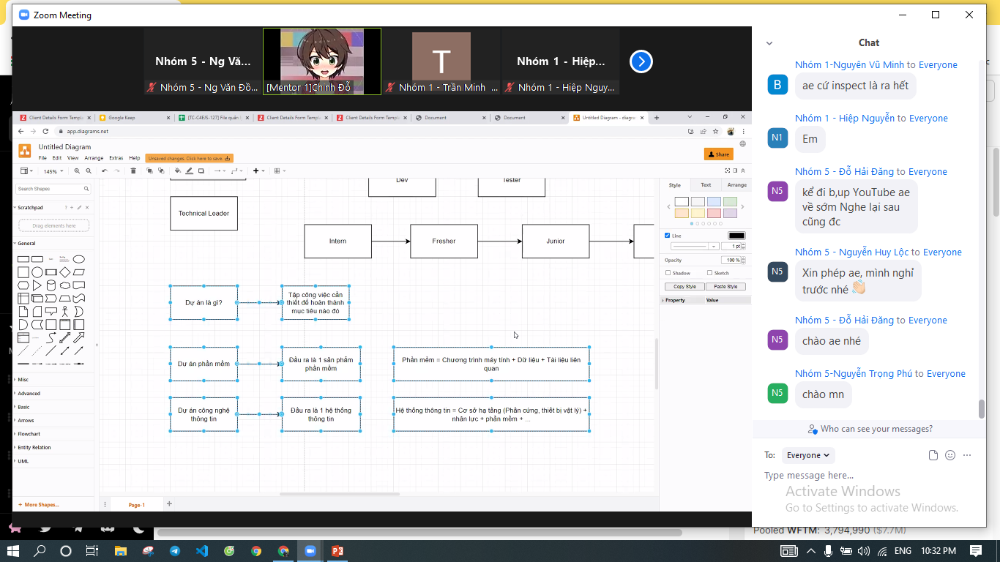 Zoom Meeting
Nhóm 5 - Ng Vă...
Nhóm 5 - Ng Văn Đồ...
[Mentor 1]Chinh Đỗ
T
Nhóm 1 - Trần Minh ...
Nhóm 1 - Hiệp...
Nhóm 1 - Hiệp Nguy...
Client Details Form Templ
Google Keep
[TC-C4E/S-127] File quản l
Client Details Form Templ
Client Details Form Templ
Document
Document
Untitled Diagram - diagra
app.diagrams.net
Untitled Diagram
File Edit View Arrange Extras Help
Unsaved changes. Click here to save.
Share
145%
Search Shapes
Scratchpad
Drag elements here
General
Misc
Advanced
Basic
Arrows
Flowchart
Entity Relation
UML
+ More Shapes...
Dev
Tester
Technical Leader
Intern
Fresher
Junior
Dự án là gì?
Tập công việc cần
thiết để hoàn thành
mục tiêu nào đó
Dự án phần mềm
Đầu ra là 1 sản phẩm
phần mềm
Phần mềm = Chương trình máy tính + Dữ liệu + Tài liệu liên
quan
Dự án công nghệ
thông tin
Đầu ra là 1 hệ thống
thông tin
Hệ thống thông tin = Cơ sở hạ tầng (Phần cứng, thiết bị vật lý) +
nhân lực + phần mềm + ...
Page-1
Style Text Arrange
Line
1 pt
Opacity
100 %
Shadow
Sketch
Copy Style
Paste Style
Property Value
Chat
Nhóm 1-Nguyên Vũ Minh to Everyone
B
ae cứ inspect là ra hết
Nhóm 1 - Hiệp Nguyễn to Everyone
N1
Em
Nhóm 5 - Đỗ Hải Đăng to Everyone
N5
kể đi b,up YouTube ae
về sớm Nghe lại sau
cũng đc
Nhóm 5 - Nguyễn Huy Lộc to Everyone
N5
Xin phép ae, mình nghỉ
trước nhé 👋🏻
Nhóm 5 - Đỗ Hải Đăng to Everyone
N5
chào ae nhé
Nhóm 5-Nguyễn Trọng Phú to Everyone
N5
chào mn
Who can see your messages?
To: Everyone
Type message here...
Activate Windows
Go to Settings to activate Windows.
Pooled WFTM: 3,794,990 ($7.7M)
ENG
10:32 PM